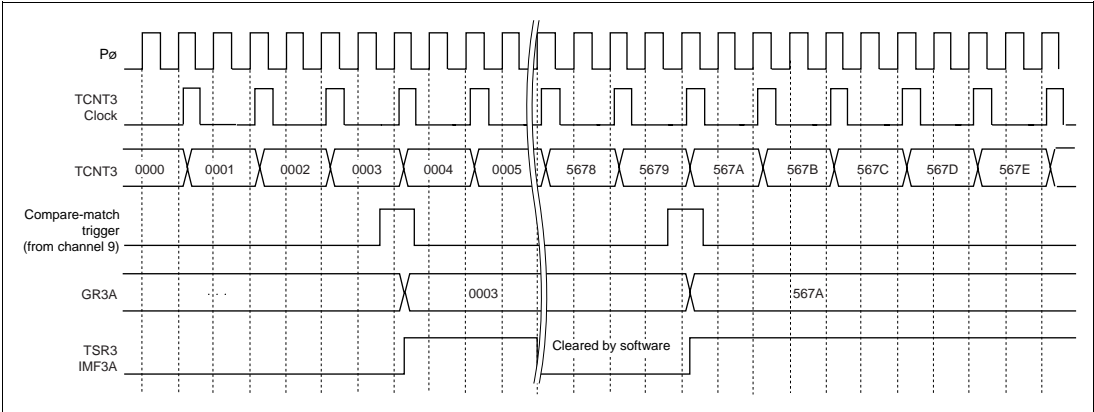 Pø
TCNT3
Clock
TCNT3 0000 0001 0002 0003 0004 0005 5678 5679 567A 567B 567C 567D 567E
Compare-match
trigger
(from channel 9)
GR3A . . . 0003 567A
TSR3
IMF3A
Cleared by software